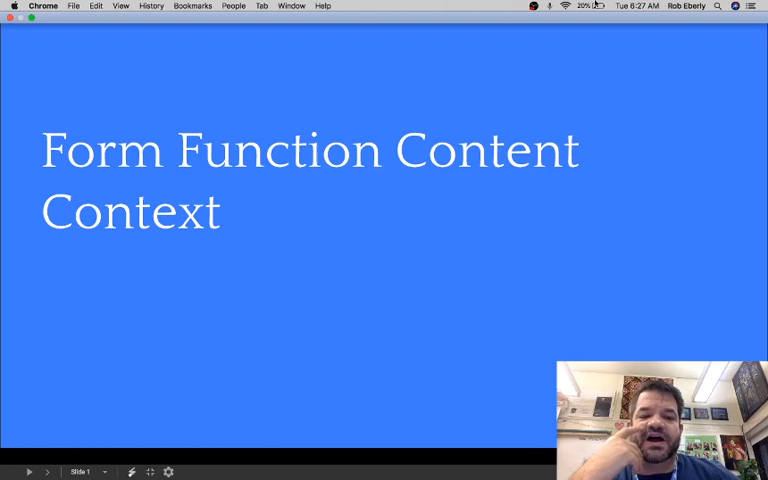 Chrome File Edit View History Bookmarks People Tab Window Help 20% Tue 6:27 AM Rob Eberly
Form Function Content
Context
Slide 1